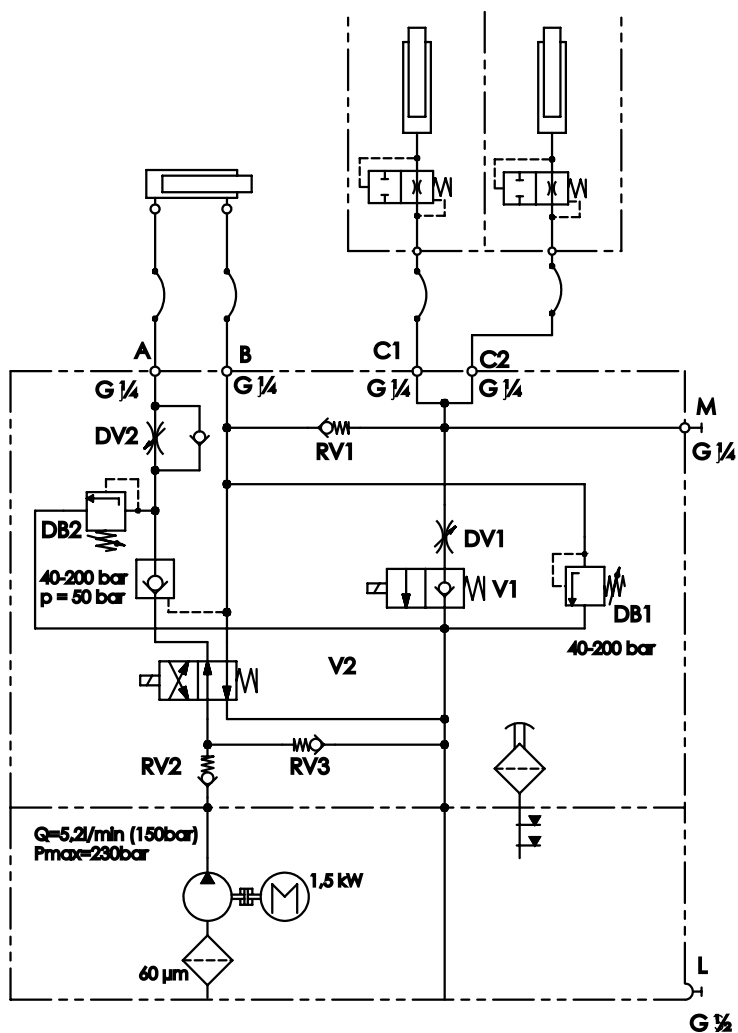 A
B
C1
C2
G ¼
G ¼
G ¼
G ¼
M
G ¼
DV2
RV1
DB2
DV1
40-200 bar
p = 50 bar
V1
DB1
40-200 bar
V2
RV2
RV3
Q=5,2l/min (150bar)
Pmax=230bar
1,5 kW
M
60 µm
L
G ½